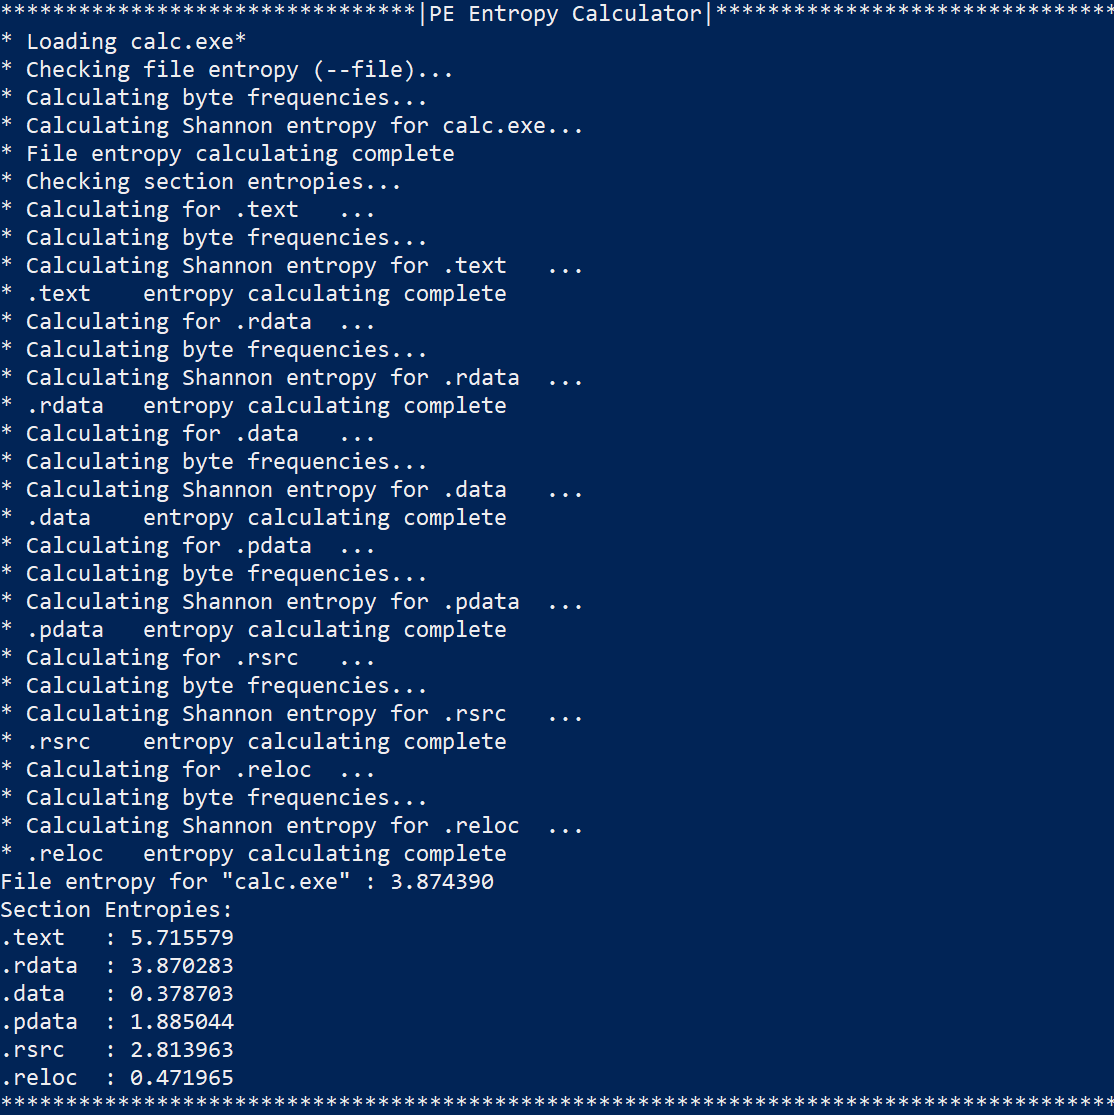 ********************************|PE Entropy Calculator|*******************************
* Loading calc.exe*
* Checking file entropy (--file)...
* Calculating byte frequencies...
* Calculating Shannon entropy for calc.exe...
* File entropy calculating complete
* Checking section entropies...
* Calculating for .text   ...
* Calculating byte frequencies...
* Calculating Shannon entropy for .text   ...
* .text    entropy calculating complete
* Calculating for .rdata  ...
* Calculating byte frequencies...
* Calculating Shannon entropy for .rdata  ...
* .rdata   entropy calculating complete
* Calculating for .data   ...
* Calculating byte frequencies...
* Calculating Shannon entropy for .data   ...
* .data    entropy calculating complete
* Calculating for .pdata  ...
* Calculating byte frequencies...
* Calculating Shannon entropy for .pdata  ...
* .pdata   entropy calculating complete
* Calculating for .rsrc   ...
* Calculating byte frequencies...
* Calculating Shannon entropy for .rsrc   ...
* .rsrc    entropy calculating complete
* Calculating for .reloc  ...
* Calculating byte frequencies...
* Calculating Shannon entropy for .reloc  ...
* .reloc   entropy calculating complete
File entropy for "calc.exe" : 3.874390
Section Entropies:
.text   : 5.715579
.rdata  : 3.870283
.data   : 0.378703
.pdata  : 1.885044
.rsrc   : 2.813963
.reloc  : 0.471965
**************************************************************************************